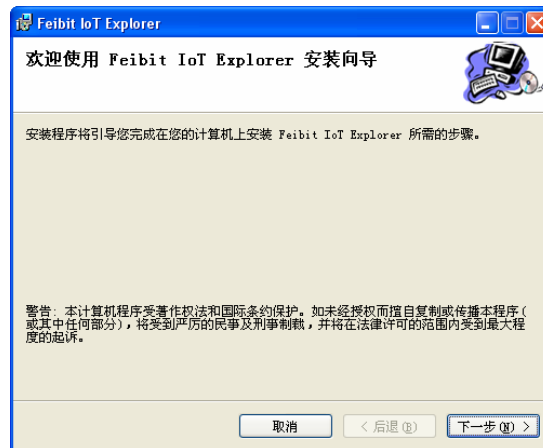 Feibit IoT Explorer
欢迎使用 Feibit IoT Explorer 安装向导
安装程序将引导您完成在您的计算机上安装 Feibit IoT Explorer 所需的步骤。
警告: 本计算机程序受著作权法和国际条约保护。如未经授权而擅自复制或传播本程序(
或其中任何部分)，将受到严厉的民事及刑事制裁，并将在法律许可的范围内受到最大程
度的起诉。
取消
< 后退(B)
下一步(N) >